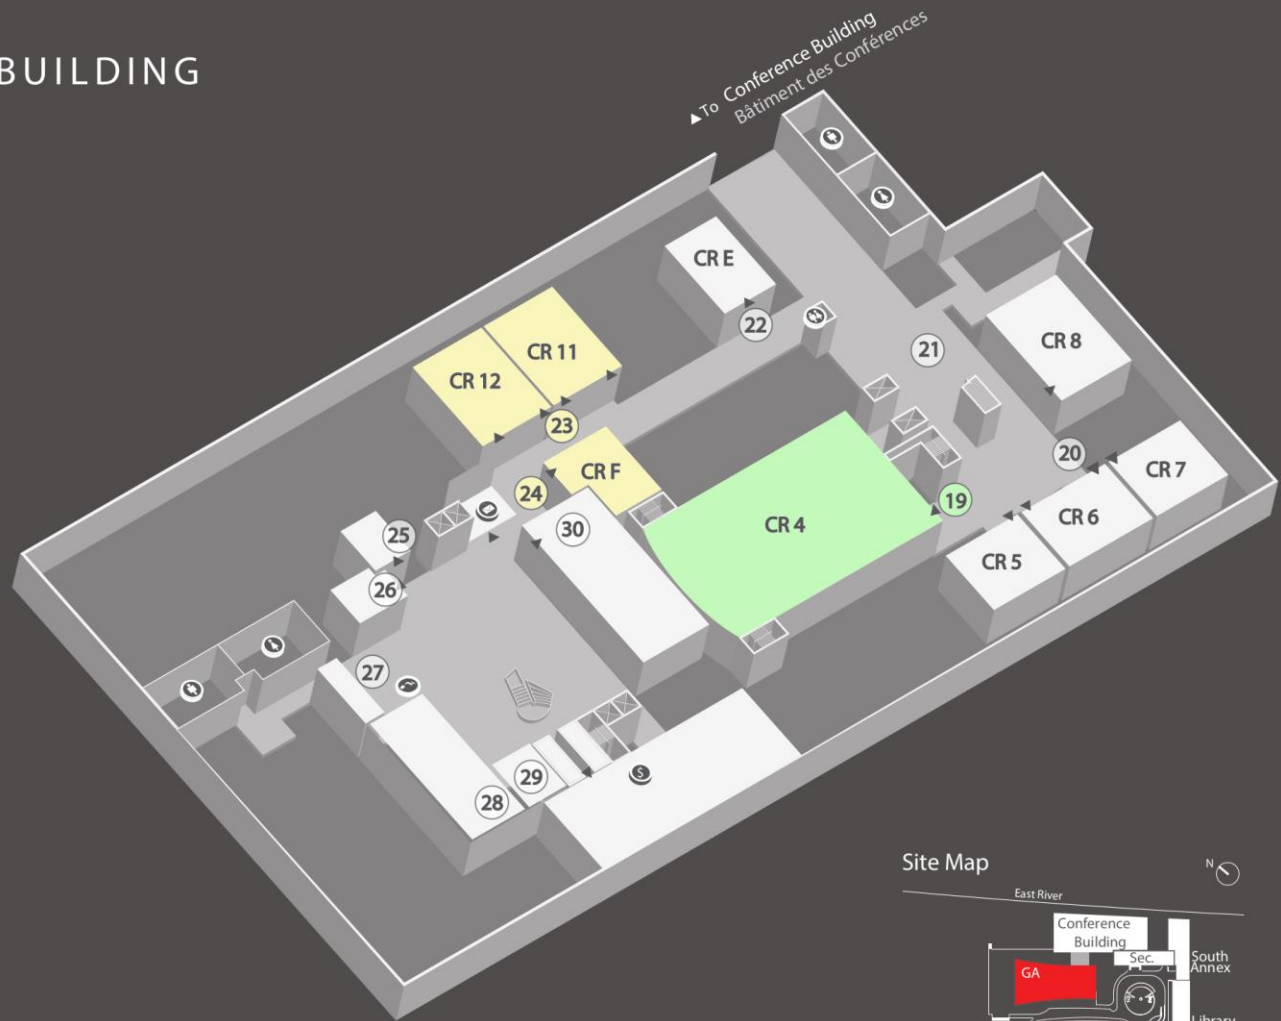 BUILDING
To Conference Building
Bâtiment des Conférences
CR E
22
21
CR 8
CR 11
CR 12
23
20
CR 7
CR F
24
19
CR 6
CR 4
30
25
CR 5
26
27
29
28
$
Site Map
N
East River
Conference
Building
Sec.
South
Annex
GA
Library